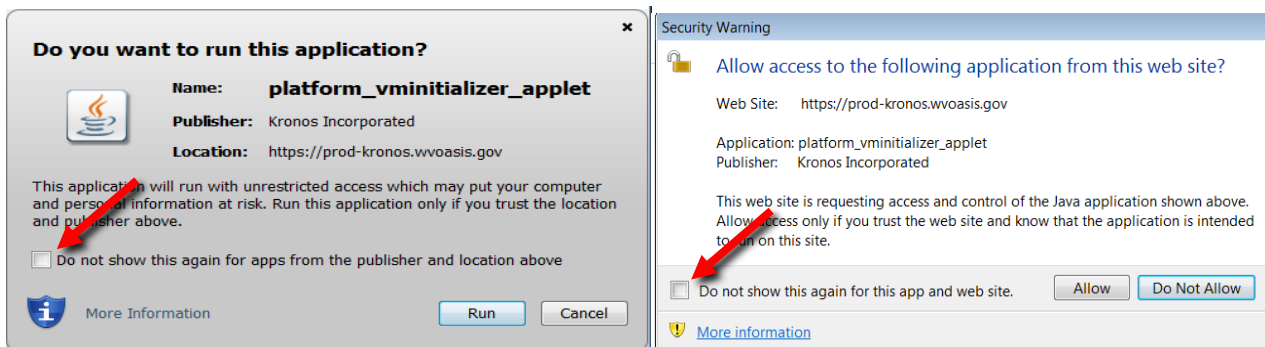 Do you want to run this application?
Name: platform_vminitializer_applet
Publisher: Kronos Incorporated
Location: https://prod-kronos.wvoasis.gov
This application will run with unrestricted access which may put your computer
and personal information at risk. Run this application only if you trust the location
and publisher above.
Do not show this again for apps from the publisher and location above
More Information
Run
Cancel
Security Warning
Allow access to the following application from this web site?
Web Site: https://prod-kronos.wvoasis.gov
Application: platform_vminitializer_applet
Publisher: Kronos Incorporated
This web site is requesting access and control of the Java application shown above.
Allow access only if you trust the web site and know that the application is intended
to run on this site.
Do not show this again for this app and web site.
Allow
Do Not Allow
More information